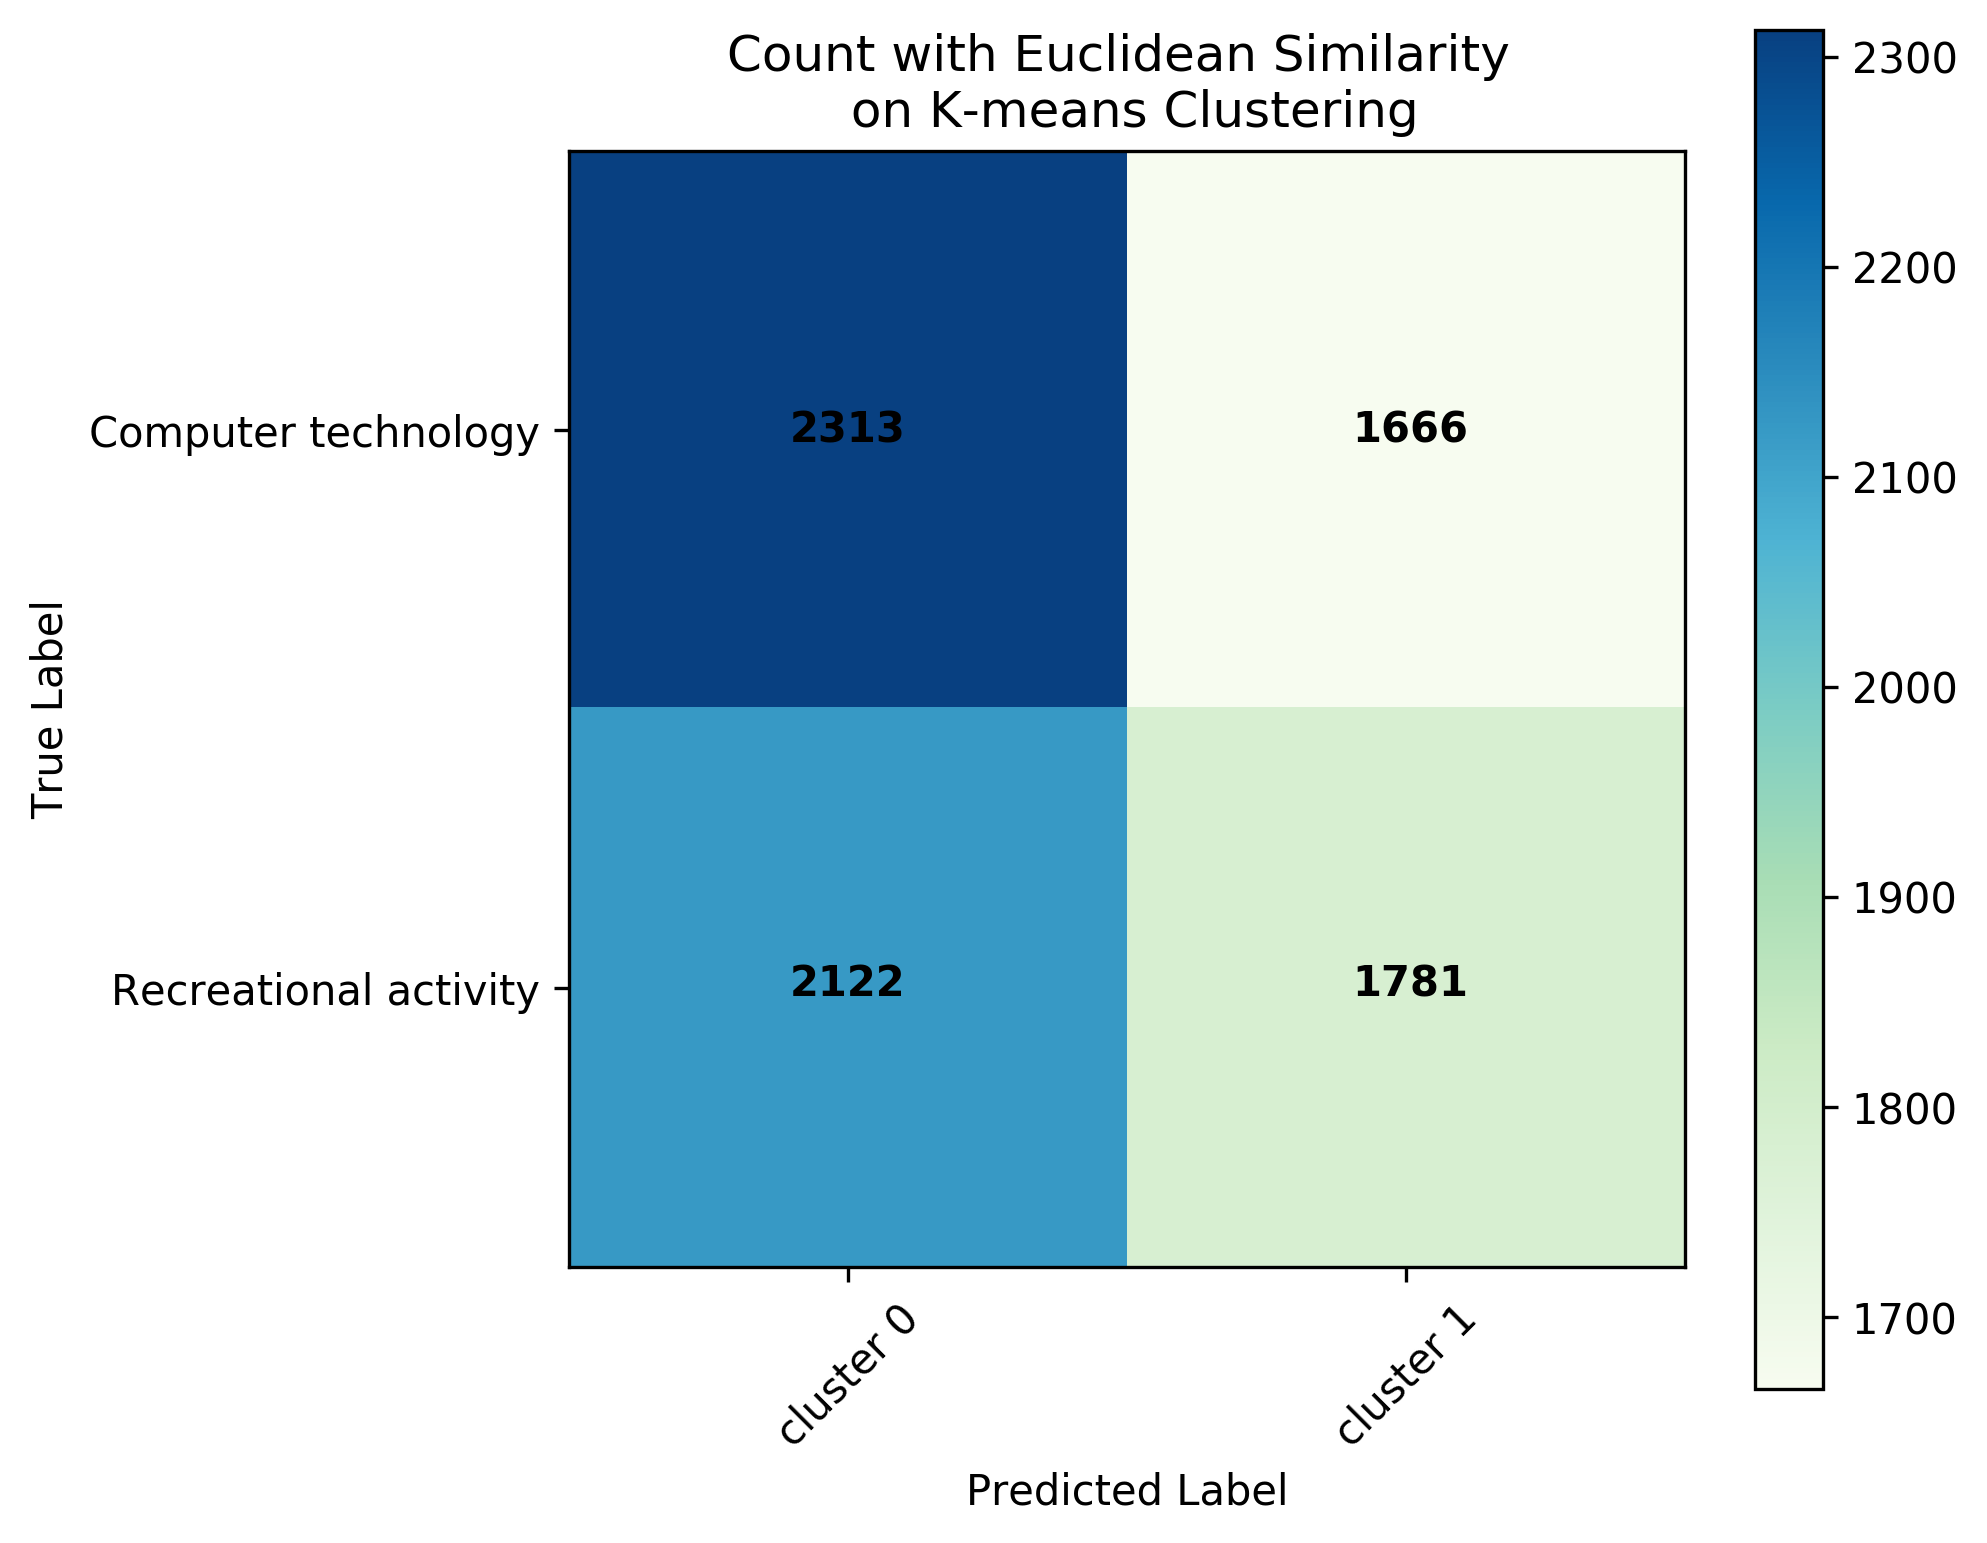 Count with Euclidean Similarity
on K-means Clustering
True Label
Computer technology
2313
1666
Recreational activity
2122
1781
cluster 0
cluster 1
Predicted Label
2300
2200
2100
2000
1900
1800
1700